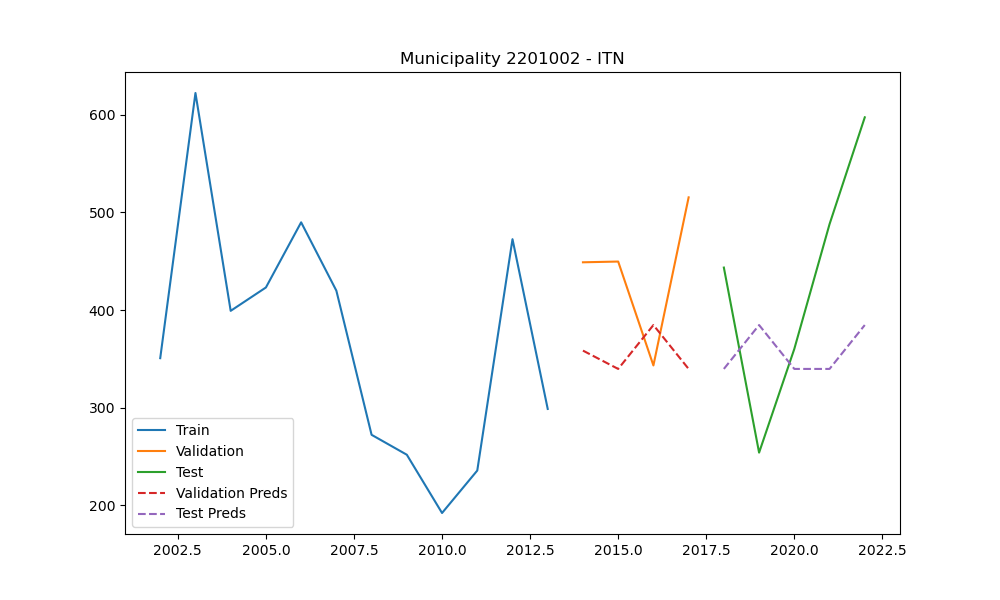 Municipality 2201002 - ITN
600
500
400
300
200
Train
Validation
Test
Validation Preds
Test Preds
2002.5 2005.0 2007.5 2010.0 2012.5 2015.0 2017.5 2020.0 2022.5